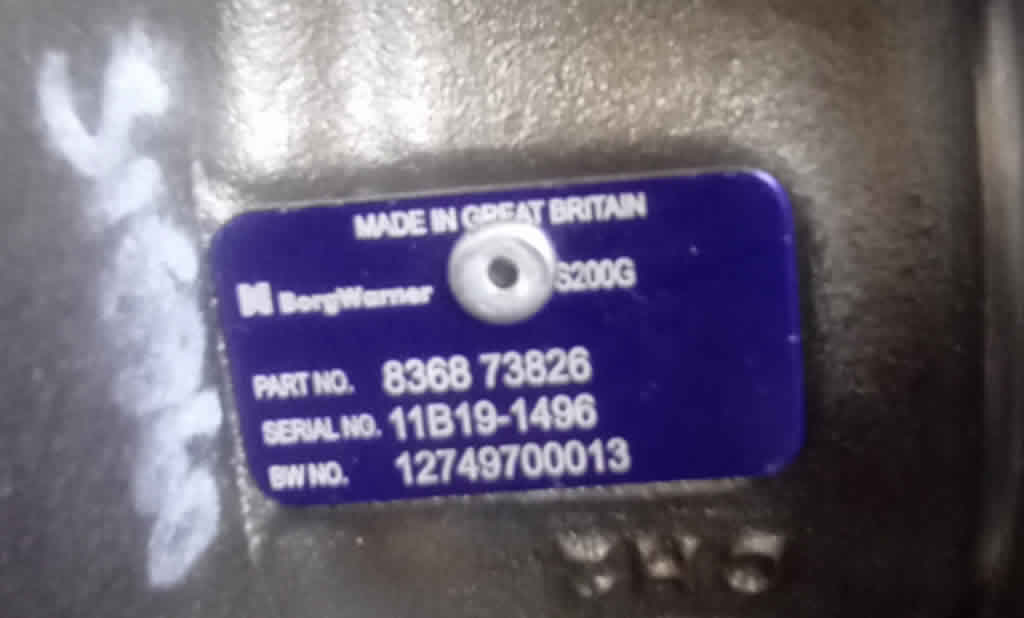 MADE IN GREAT BRITAIN
BorgWarner S200G
PART NO. 8368 73826
SERIAL NO. 11B19-1496
BW NO. 12749700013